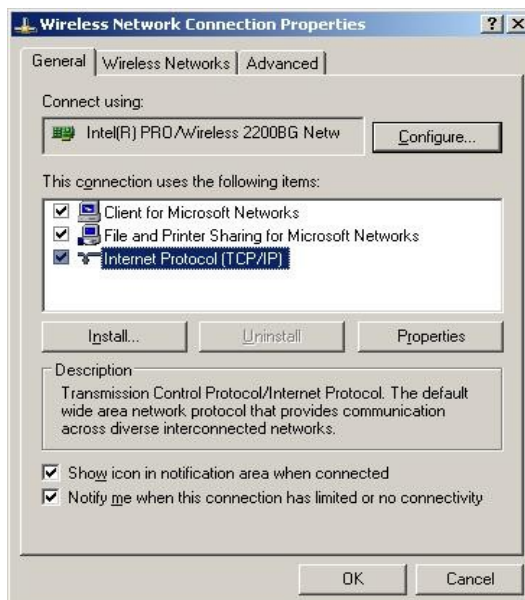 Wireless Network Connection Properties
General Wireless Networks Advanced
Connect using:
Intel(R) PRO/Wireless 2200BG Netw Configure...
This connection uses the following items:
Client for Microsoft Networks
File and Printer Sharing for Microsoft Networks
Internet Protocol (TCP/IP)
Install... Uninstall Properties
Description
Transmission Control Protocol/Internet Protocol. The default
wide area network protocol that provides communication
across diverse interconnected networks.
Show icon in notification area when connected
Notify me when this connection has limited or no connectivity
OK Cancel